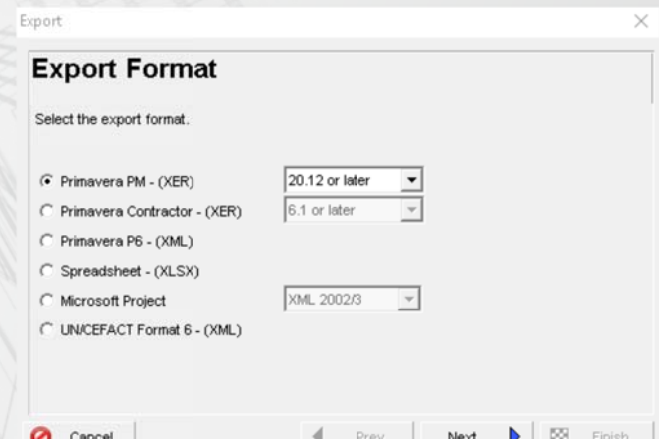 Export
Export Format
Select the export format.
Primavera PM - (XER) 20.12 or later
Primavera Contractor - (XER) 6.1 or later
Primavera P6 - (XML)
Spreadsheet - (XLSX)
Microsoft Project XML 2002/3
UN/CEFACT Format 6 - (XML)
Cancel Prev Next Finish